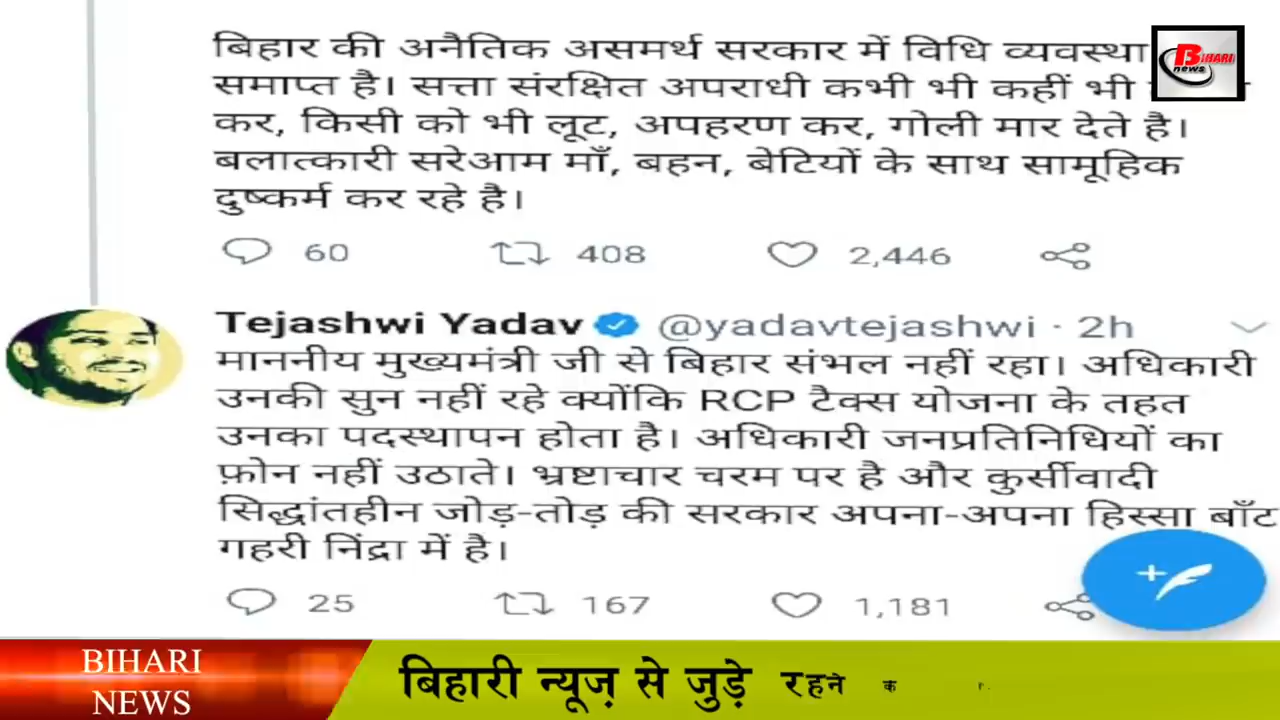 बिहार की अनैतिक असमर्थ सरकार में विधि व्यवस्था
समाप्त है। सत्ता संरक्षित अपराधी कभी भी कहीं भी
कर, किसी को भी लूट, अपहरण कर, गोली मार देते है।
बलात्कारी सरेआम माँ, बहन, बेटियों के साथ सामूहिक
दुष्कर्म कर रहे है।
60 408 2,446
Tejashwi Yadav @yadavtejashwi · 2h
माननीय मुख्यमंत्री जी से बिहार संभल नहीं रहा। अधिकारी
उनकी सुन नहीं रहे क्योंकि RCP टैक्स योजना के तहत
उनका पदस्थापन होता है। अधिकारी जनप्रतिनिधियों का
फ़ोन नहीं उठाते। भ्रष्टाचार चरम पर है और कुर्सीवादी
सिद्धांतहीन जोड़-तोड़ की सरकार अपना-अपना हिस्सा बाँट
गहरी निंद्रा में है।
25 167 1,181
BIHARI news
BIHARI
NEWS
बिहारी न्यूज़ से जुड़े रहने क